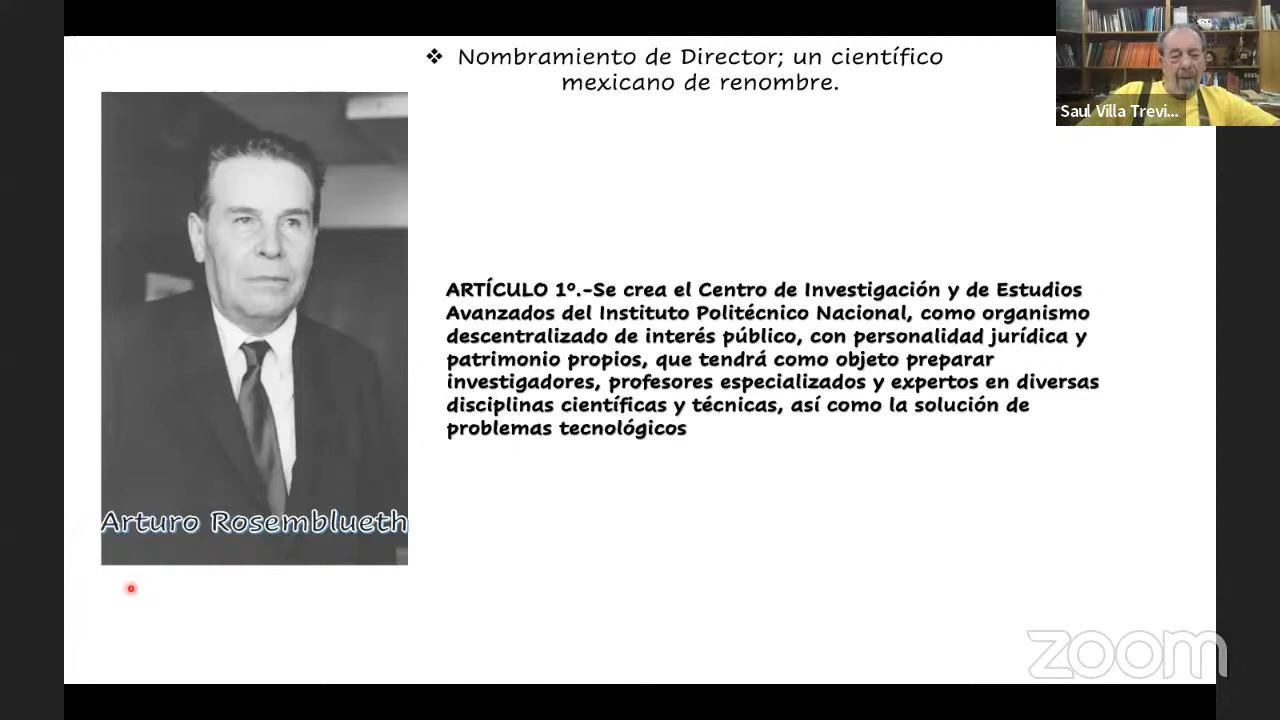 ❖ Nombramiento de Director; un científico
mexicano de renombre.
Saul Villa Trevi...
ARTÍCULO 1º.-Se crea el Centro de Investigación y de Estudios
Avanzados del Instituto Politécnico Nacional, como organismo
descentralizado de interés público, con personalidad jurídica y
patrimonio propios, que tendrá como objeto preparar
investigadores, profesores especializados y expertos en diversas
disciplinas científicas y técnicas, así como la solución de
problemas tecnológicos
Arturo Rosemblueth
zoom